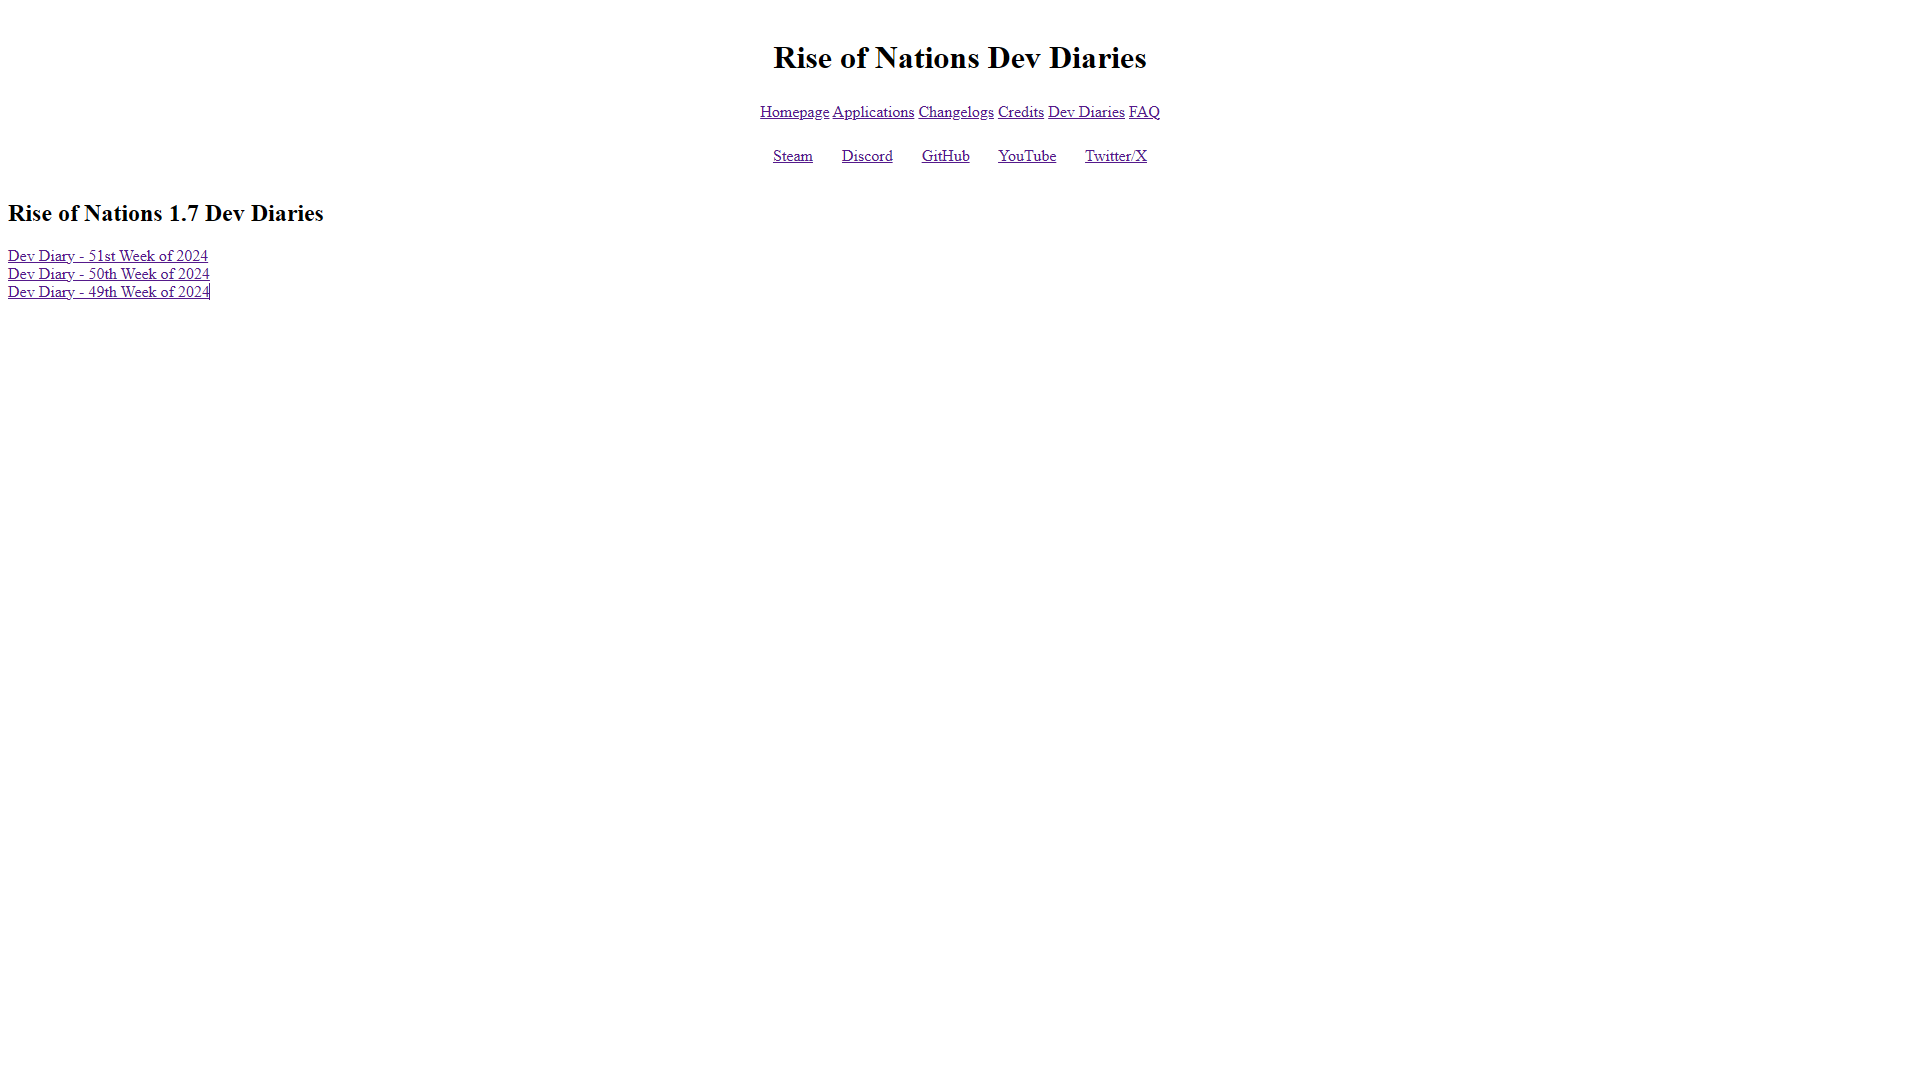 Rise of Nations Dev Diaries
Homepage Applications Changelogs Credits Dev Diaries FAQ
Steam Discord GitHub YouTube Twitter/X
Rise of Nations 1.7 Dev Diaries
Dev Diary - 51st Week of 2024
Dev Diary - 50th Week of 2024
Dev Diary - 49th Week of 2024